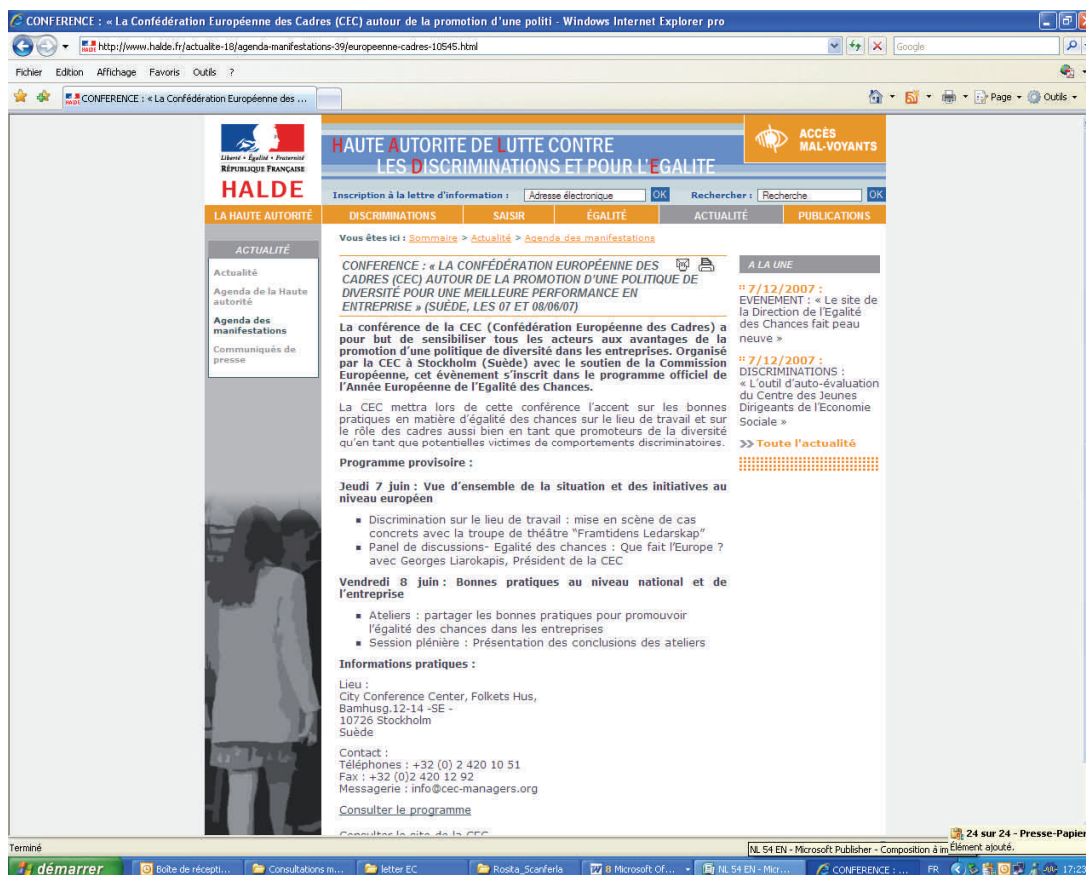 CONFERENCE : « La Confédération Européenne des Cadres (CEC) autour de la promotion d'une politi - Windows Internet Explorer pro
http://www.halde.fr/actualite-18/agenda-manifestations-39/europeenne-cadres-10545.html
Google
Fichier Edition Affichage Favoris Outils ?
CONFERENCE : « La Confédération Européenne des ...
Page
Outils
Liberté • Égalité • Fraternité
RÉPUBLIQUE FRANÇAISE
HALDE
HAUTE AUTORITE DE LUTTE CONTRE
LES DISCRIMINATIONS ET POUR L'EGALITE
ACCÈS
MAL-VOYANTS
Inscription à la lettre d'information : Adresse électronique OK Rechercher : Recherche OK
LA HAUTE AUTORITÉ DISCRIMINATIONS SAISIR ÉGALITÉ ACTUALITÉ PUBLICATIONS
ACTUALITÉ
Actualité
Agenda de la Haute
autorité
Agenda des
manifestations
Communiqués de
presse
Vous êtes ici : Sommaire > Actualité > Agenda des manifestations
CONFERENCE : « LA CONFÉDÉRATION EUROPÉENNE DES
CADRES (CEC) AUTOUR DE LA PROMOTION D'UNE POLITIQUE DE
DIVERSITÉ POUR UNE MEILLEURE PERFORMANCE EN
ENTREPRISE » (SUÈDE, LES 07 ET 08/06/07)
La conférence de la CEC (Confédération Européenne des Cadres) a
pour but de sensibiliser tous les acteurs aux avantages de la
promotion d'une politique de diversité dans les entreprises. Organisé
par la CEC à Stockholm (Suède) avec le soutien de la Commission
Européenne, cet évènement s'inscrit dans le programme officiel de
l'Année Européenne de l'Egalité des Chances.
La CEC mettra lors de cette conférence l'accent sur les bonnes
pratiques en matière d'égalité des chances sur le lieu de travail et sur
le rôle des cadres aussi bien en tant que promoteurs de la diversité
qu'en tant que potentielles victimes de comportements discriminatoires.
Programme provisoire :
Jeudi 7 juin : Vue d'ensemble de la situation et des initiatives au
niveau européen
▪ Discrimination sur le lieu de travail : mise en scène de cas
concrets avec la troupe de théâtre "Framtidens Ledarskap"
▪ Panel de discussions- Egalité des chances : Que fait l'Europe ?
avec Georges Liarokapis, Président de la CEC
Vendredi 8 juin : Bonnes pratiques au niveau national et de
l'entreprise
▪ Ateliers : partager les bonnes pratiques pour promouvoir
l'égalité des chances dans les entreprises
▪ Session plénière : Présentation des conclusions des ateliers
Informations pratiques :
Lieu :
City Conference Center, Folkets Hus,
Bamhusg.12-14 -SE -
10726 Stockholm
Suède
Contact :
Téléphones : +32 (0) 2 420 10 51
Fax : +32 (0)2 420 12 92
Messagerie : info@cec-managers.org
Consulter le programme
Consulter le site de la CEC
A LA UNE
7/12/2007 :
EVENEMENT : « Le site de
la Direction de l'Egalité
des Chances fait peau
neuve »
7/12/2007 :
DISCRIMINATIONS :
« L'outil d'auto-évaluation
du Centre des Jeunes
Dirigeants de l'Economie
Sociale »
>> Toute l'actualité
24 sur 24 - Presse-Papier
Élément ajouté.
Terminé
NL 54 EN - Microsoft Publisher - Composition à im
démarrer Boîte de récepti... Consultations m... letter EC Rosita_Scanferla 8 Microsoft Of... NL 54 EN - Micr... CONFERENCE : ... FR 17:23